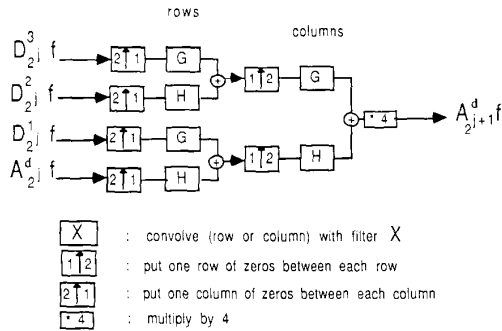 rows
columns
D³₂ⱼ f 2↑1 G
1↑2 G
D²₂ⱼ f 2↑1 H
+
+ * 4 Aᵈ₂ⱼ₊₁ f
D¹₂ⱼ f 2↑1 G
+ 1↑2 H
Aᵈ₂ⱼ f 2↑1 H
X : convolve (row or column) with filter X
1↑2 : put one row of zeros between each row
2↑1 : put one column of zeros between each column
* 4 : multiply by 4